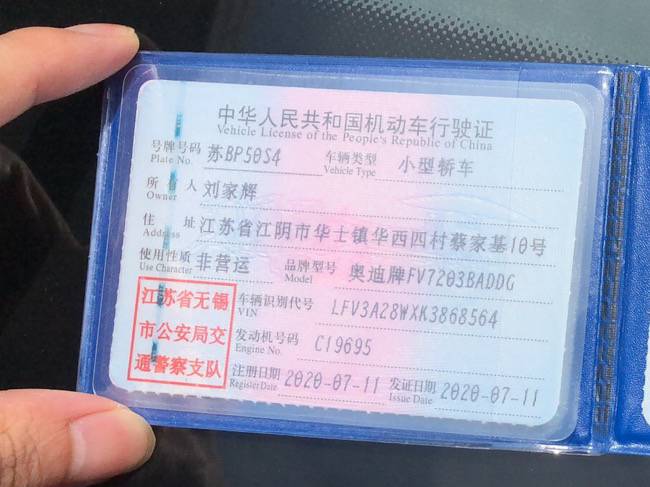 中华人民共和国机动车行驶证
Vehicle License of the People's Republic of China
号牌号码 苏BP50S4 车辆类型 小型轿车
Plate No. Vehicle Type
所有人 刘家辉
Owner
住址 江苏省江阴市华士镇华西四村蔡家基10号
Address
使用性质 非营运 品牌型号 奥迪牌FV7203BADDG
Use Character Model
江苏省无锡
市公安局交
通警察支队
车辆识别代号 LFV3A28WXK3868564
VIN
发动机号码 C19695
Engine No.
注册日期 2020-07-11 发证日期 2020-07-11
Register Date Issue Date